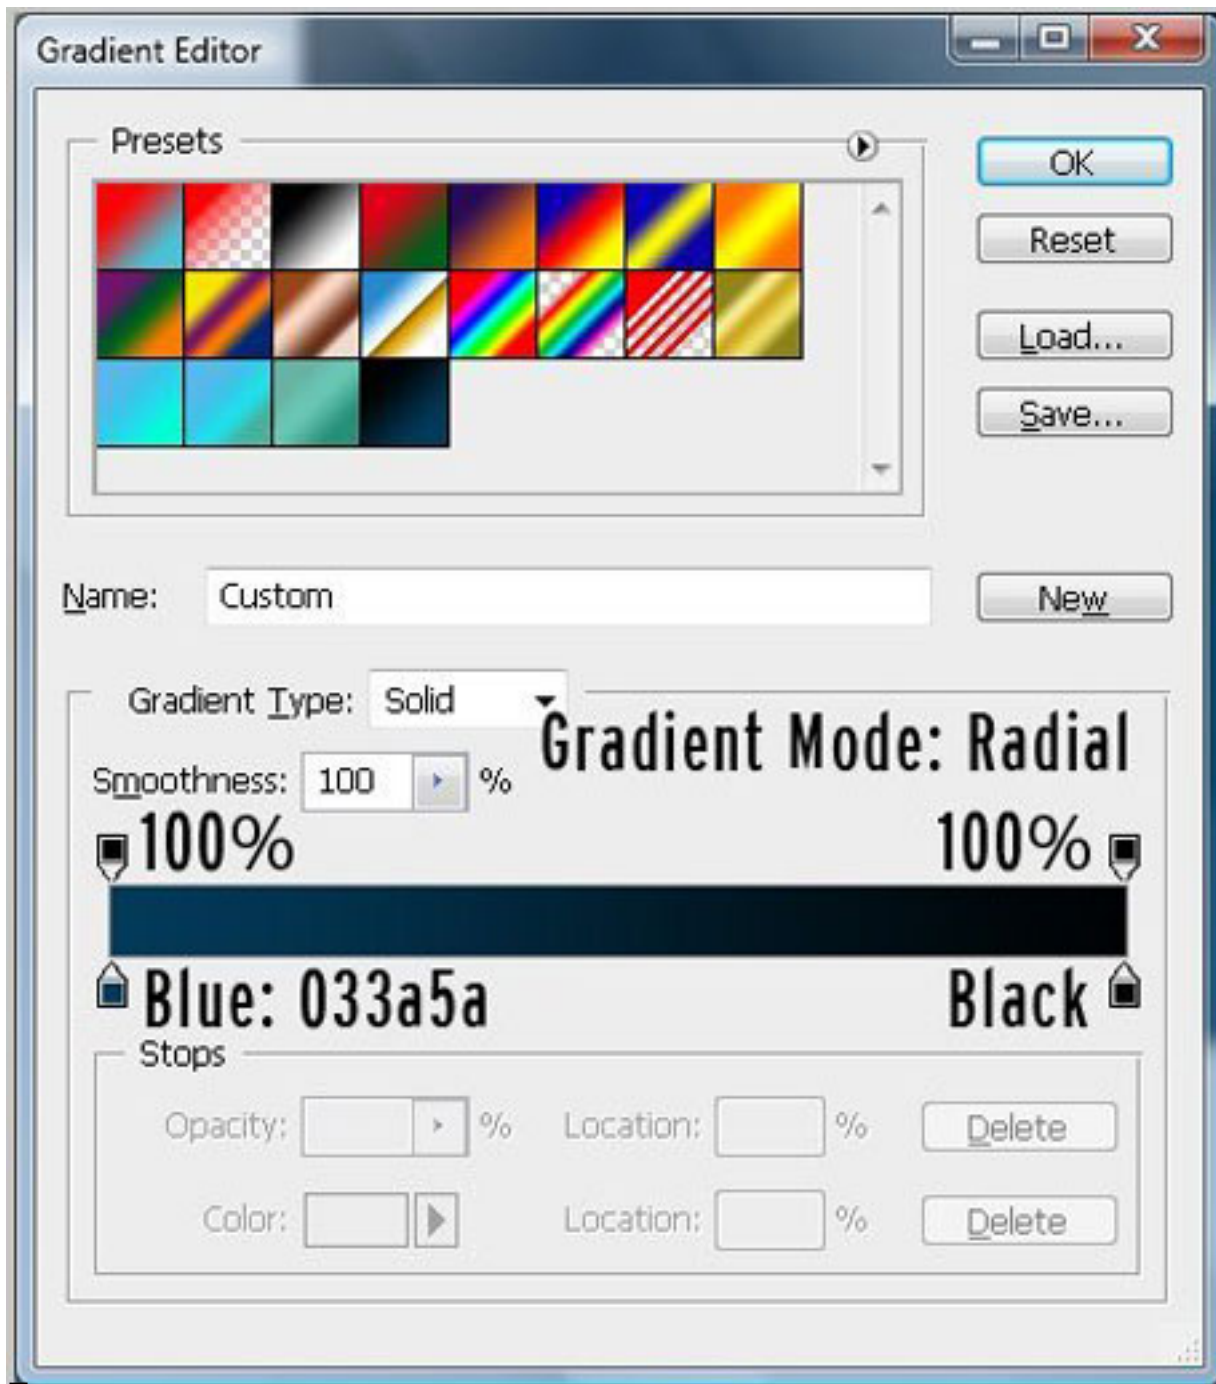 Gradient Editor
Presets
OK
Reset
Load...
Save...
Name: Custom
New
Gradient Type: Solid
Gradient Mode: Radial
Smoothness: 100 %
100% 100%
Blue: 033a5a Black
Stops
Opacity: % Location: % Delete
Color: Location: % Delete